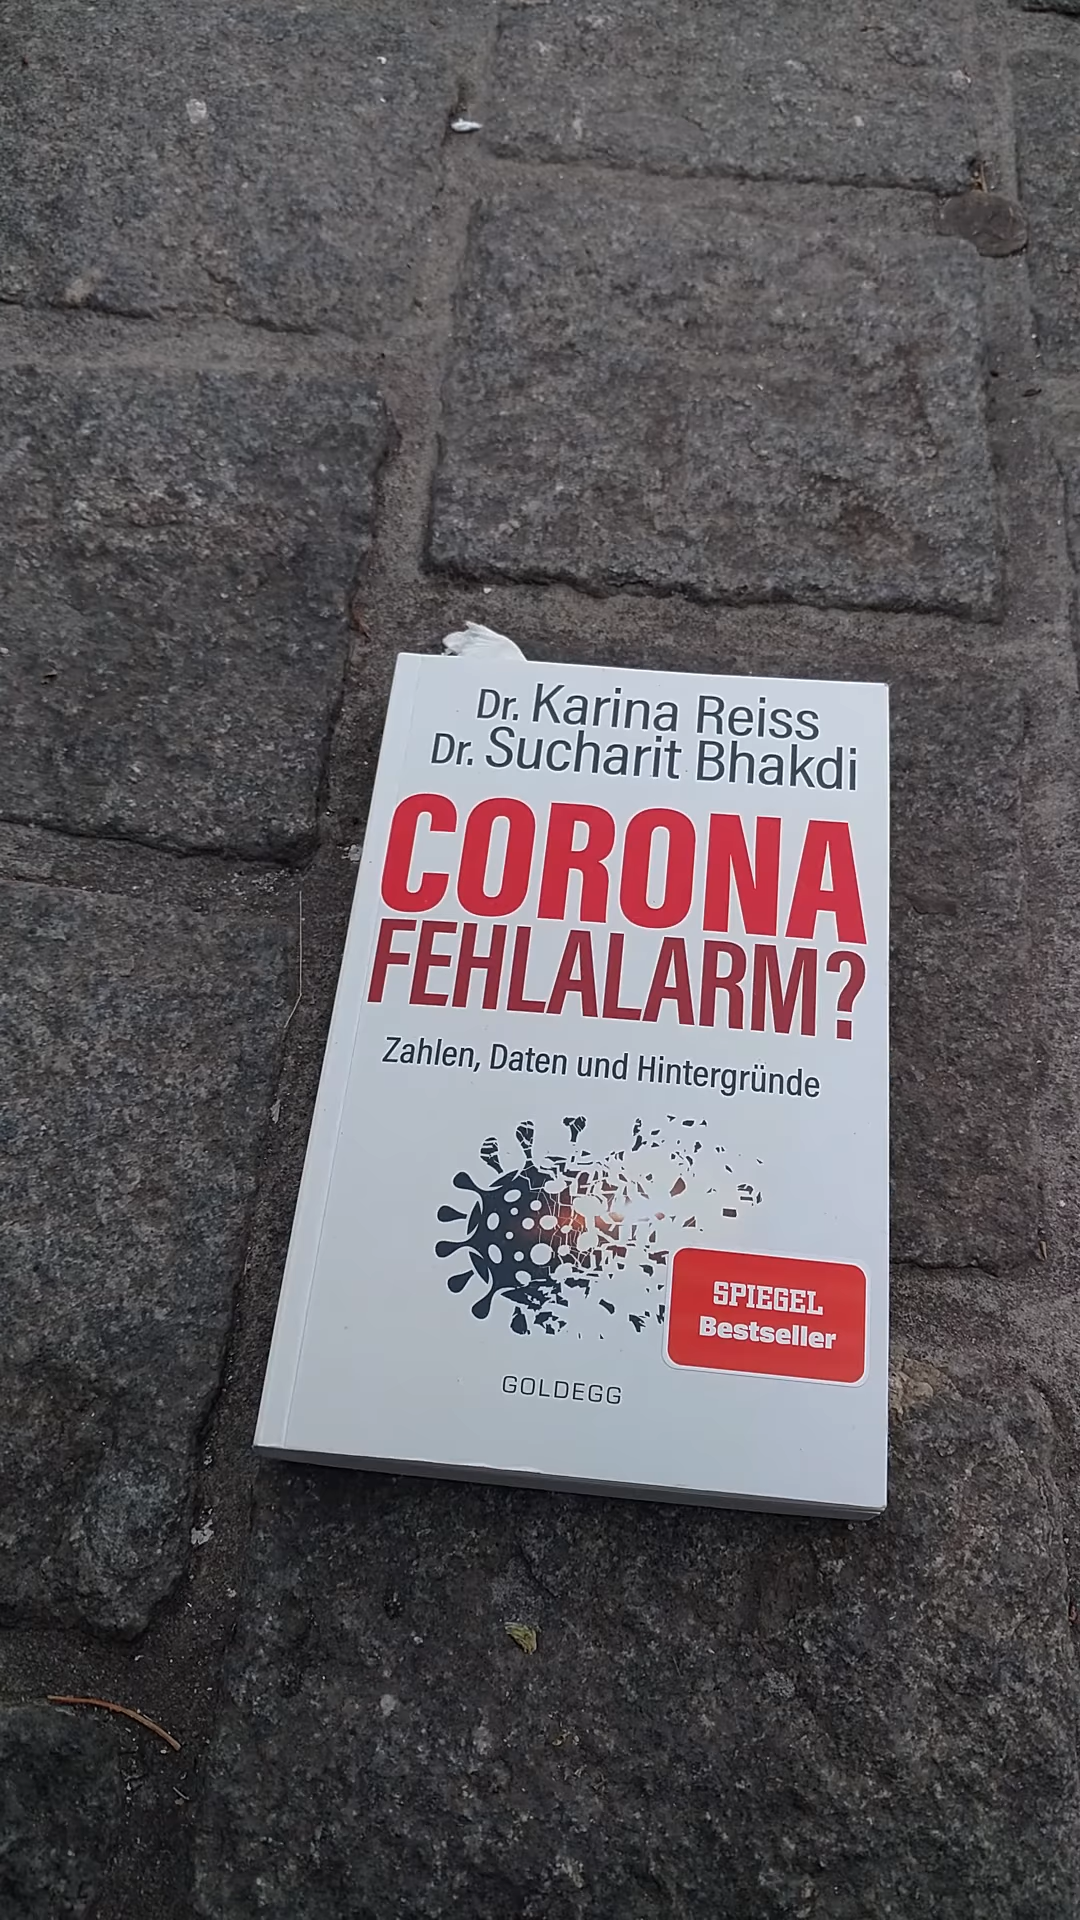 Dr. Karina Reiss
Dr. Sucharit Bhakdi
CORONA
FEHLALARM?
Zahlen, Daten und Hintergründe
SPIEGEL
Bestseller
GOLDEGG